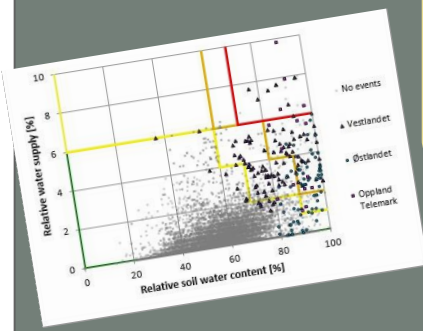 10
8
6
4
2
0
Relative water supply [%]
0 20 40 60 80 100
Relative soil water content [%]
No events
Vestlandet
Østlandet
Oppland
Telemark